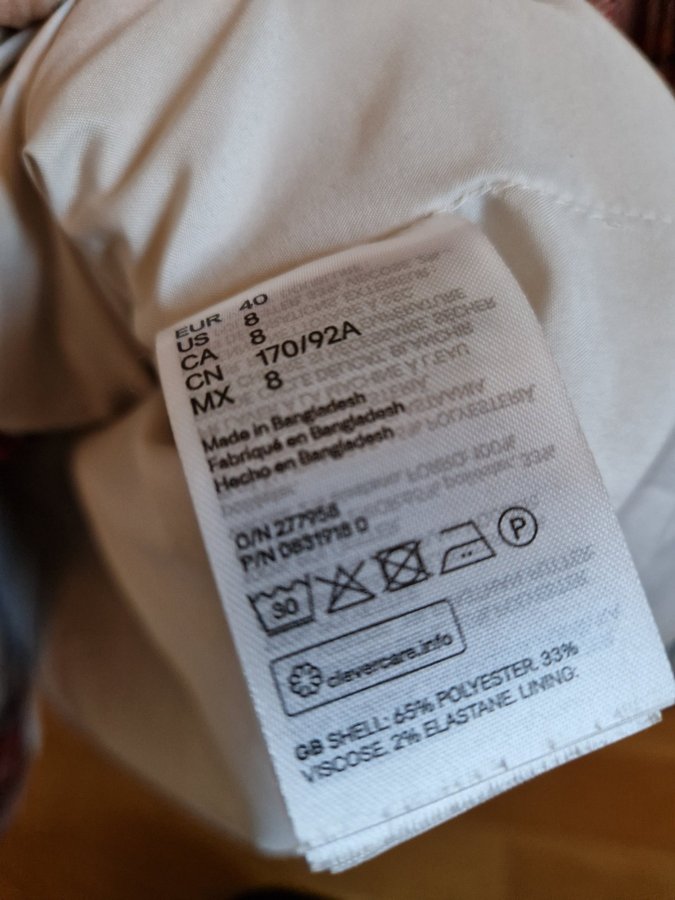 EUR 40
US 8
CA 8
CN 170/92A
MX 8
Made in Bangladesh
Fabriqué en Bangladesh
Hecho en Bangladesh
O/N 277958
P/N 0831918 0
30
P
clevercare.info
GB SHELL: 65% POLYESTER, 33%
VISCOSE, 2% ELASTANE. LINING: